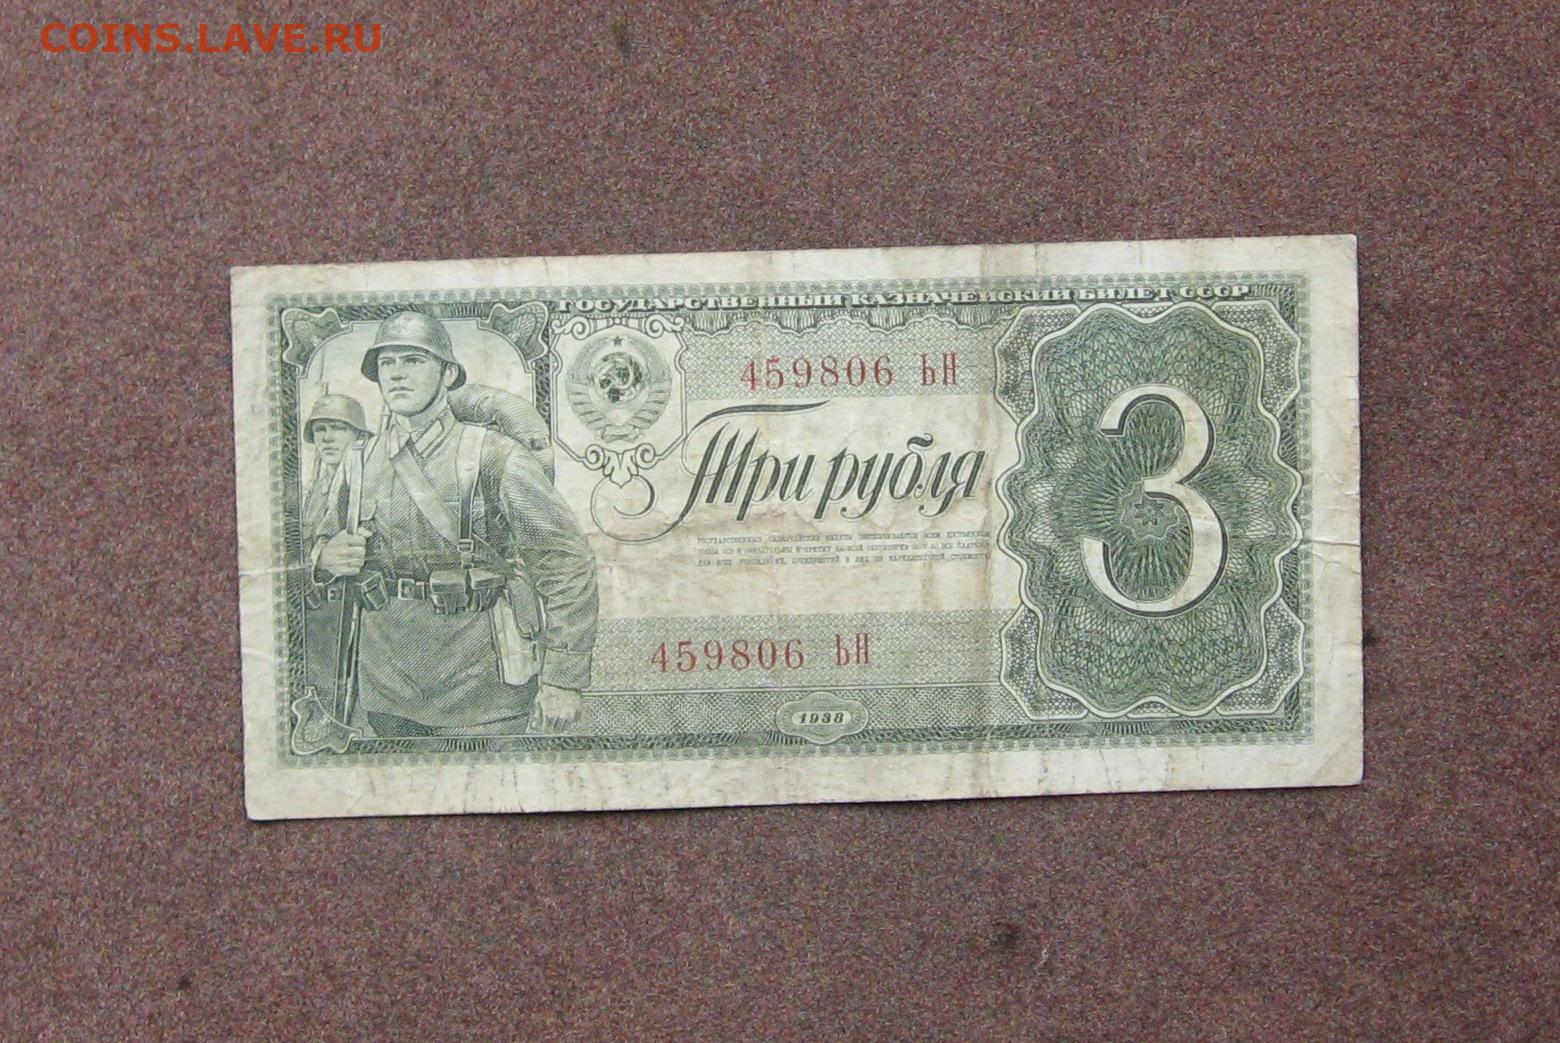 COINS.LAVE.RU
ГОСУДАРСТВЕННЫЙ КАЗНАЧЕЙСКИЙ БИЛЕТ СССР
459806 ЬН
Три рубля
3
459806 ЬН
1938